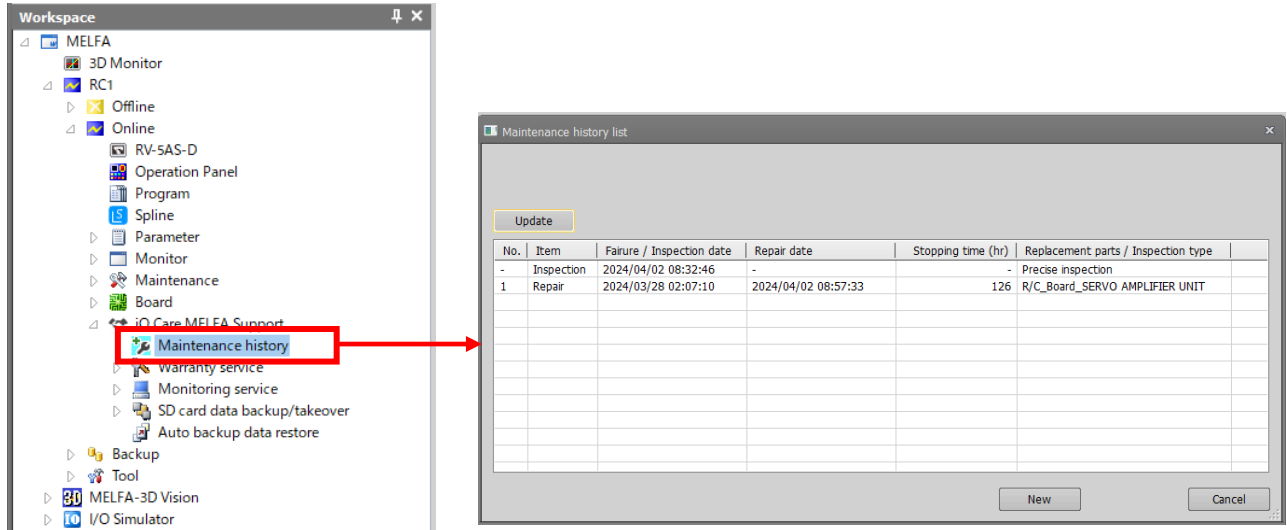 Workspace
MELFA
3D Monitor
RC1
Offline
Online
RV-5AS-D
Operation Panel
Program
Spline
Parameter
Monitor
Maintenance
Board
iQ Care MELFA Support
Maintenance history
Warranty service
Monitoring service
SD card data backup/takeover
Auto backup data restore
Backup
Tool
MELFA-3D Vision
I/O Simulator
Maintenance history list
Update
No. Item Fairure / Inspection date Repair date Stopping time (hr) Replacement parts / Inspection type
- Inspection 2024/04/02 08:32:46 - - Precise inspection
1 Repair 2024/03/28 02:07:10 2024/04/02 08:57:33 126 R/C_Board_SERVO AMPLIFIER UNIT
New Cancel